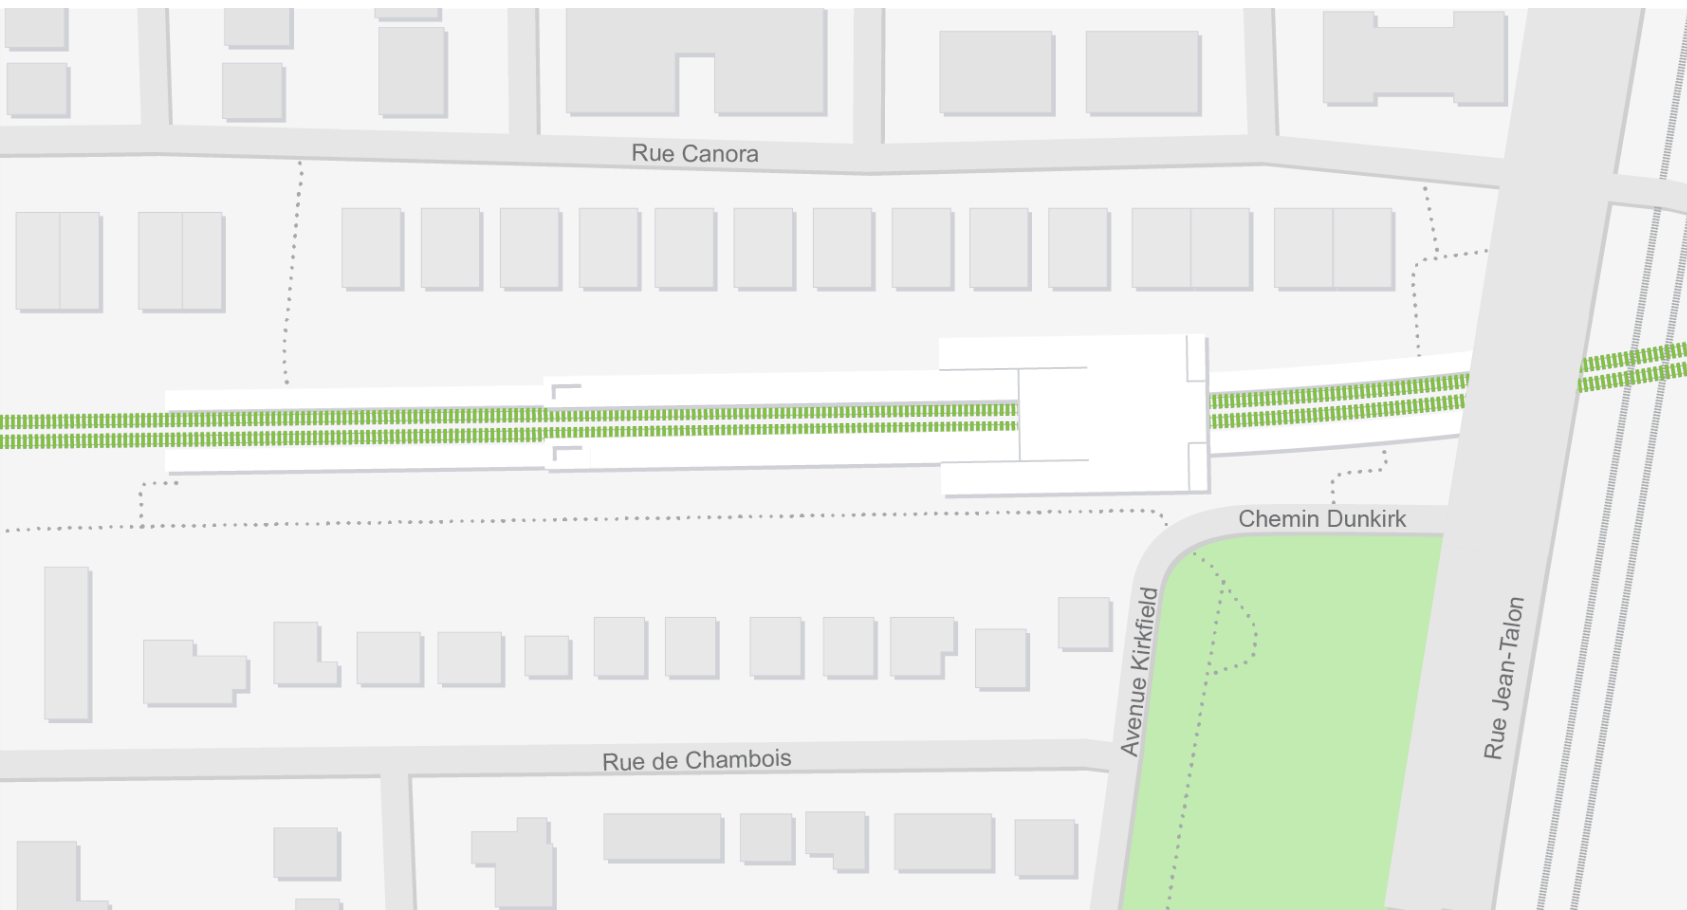 Rue Canora
Chemin Dunkirk
Avenue Kirkfield
Rue Jean-Talon
Rue de Chambois